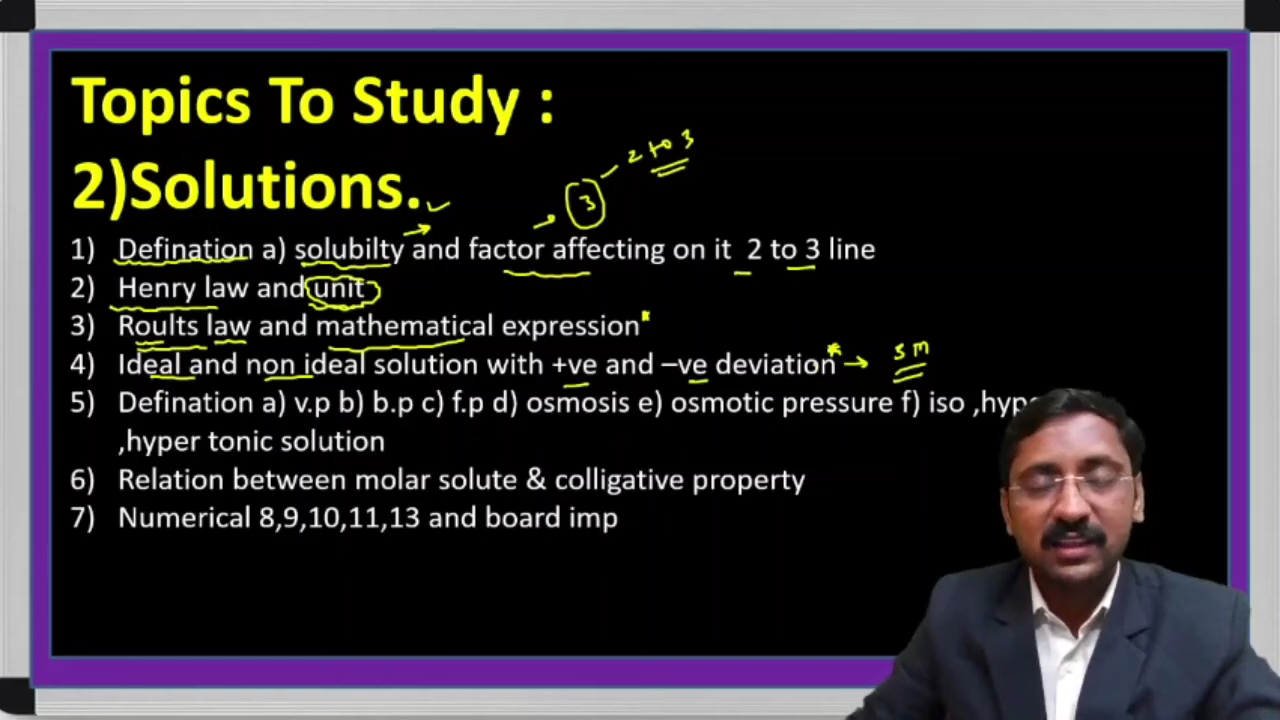 Topics To Study :
2 to 3
2)Solutions.
3
1) Defination a) solubilty and factor affecting on it 2 to 3 line
2) Henry law and unit
3) Roults law and mathematical expression*
4) Ideal and non ideal solution with +ve and –ve deviation* → 5 m
5) Defination a) v.p b) b.p c) f.p d) osmosis e) osmotic pressure f) iso ,hypo
,hyper tonic solution
6) Relation between molar solute & colligative property
7) Numerical 8,9,10,11,13 and board imp